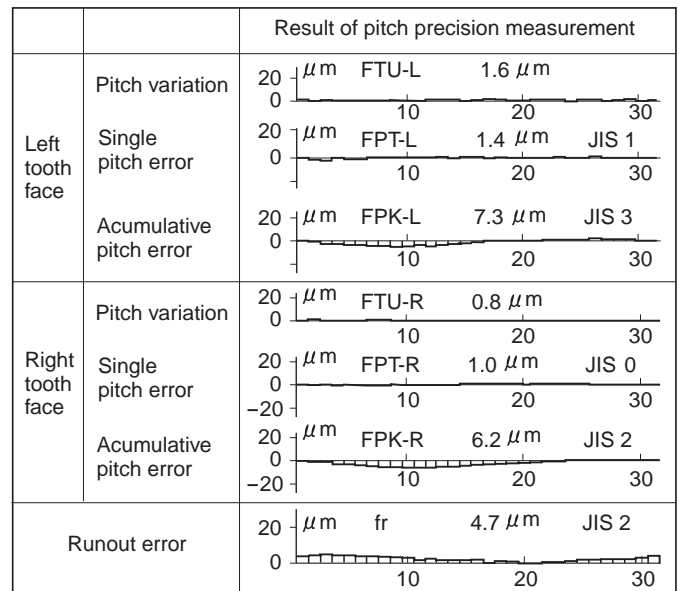 Result of pitch precision measurement
Left
tooth
face
Pitch variation
20 μm FTU-L 1.6 μm
0
10 20 30
Single
pitch error
20 μm FPT-L 1.4 μm JIS 1
0
10 20 30
Acumulative
pitch error
20 μm FPK-L 7.3 μm JIS 3
0
10 20 30
Right
tooth
face
Pitch variation
20 μm FTU-R 0.8 μm
0
10 20 30
Single
pitch error
20 μm FPT-R 1.0 μm JIS 0
0
–20
10 20 30
Acumulative
pitch error
20 μm FPK-R 6.2 μm JIS 2
0
–20
10 20 30
Runout error
20 μm fr 4.7 μm JIS 2
0
10 20 30